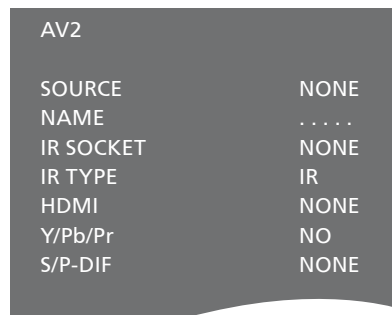 AV2
SOURCE NONE
NAME . . . . .
IR SOCKET NONE
IR TYPE IR
HDMI NONE
Y/Pb/Pr NO
S/P-DIF NONE